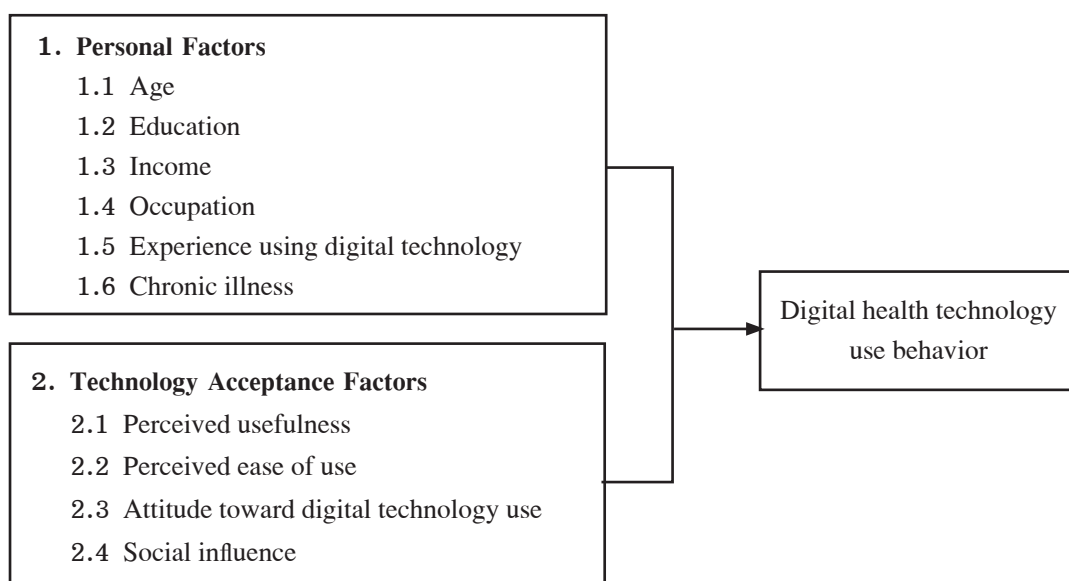 1. Personal Factors
1.1 Age
1.2 Education
1.3 Income
1.4 Occupation
1.5 Experience using digital technology
1.6 Chronic illness
2. Technology Acceptance Factors
2.1 Perceived usefulness
2.2 Perceived ease of use
2.3 Attitude toward digital technology use
2.4 Social influence
Digital health technology
use behavior